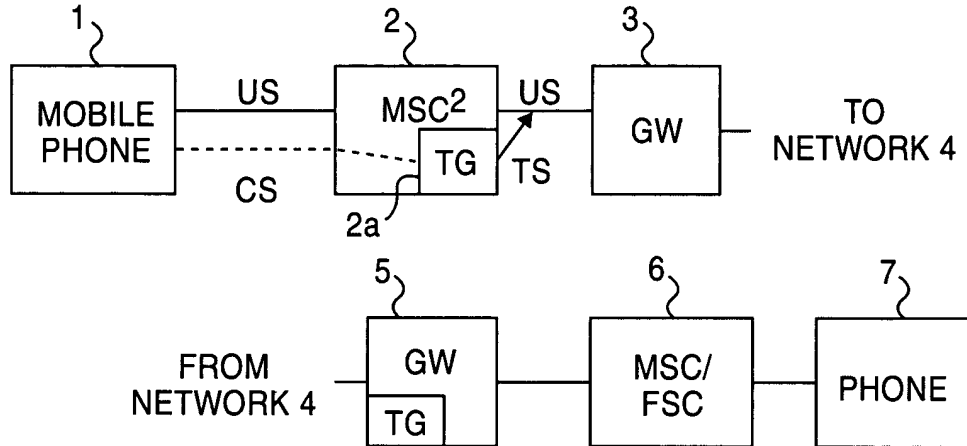 1
2
3
MOBILE
PHONE
US
CS
MSC²
TG
2a
US
TS
GW
TO
NETWORK 4
5
6
7
FROM
NETWORK 4
GW
TG
MSC/
FSC
PHONE